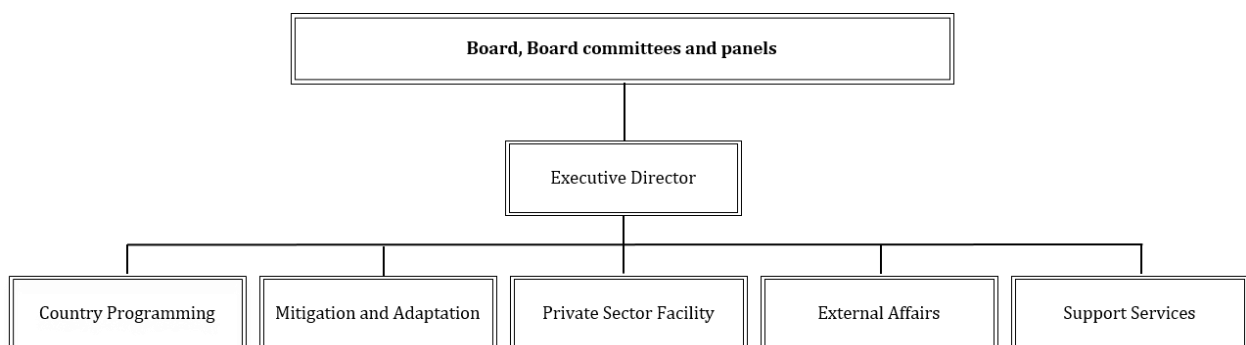 Board, Board committees and panels
Executive Director
Country Programming
Mitigation and Adaptation
Private Sector Facility
External Affairs
Support Services